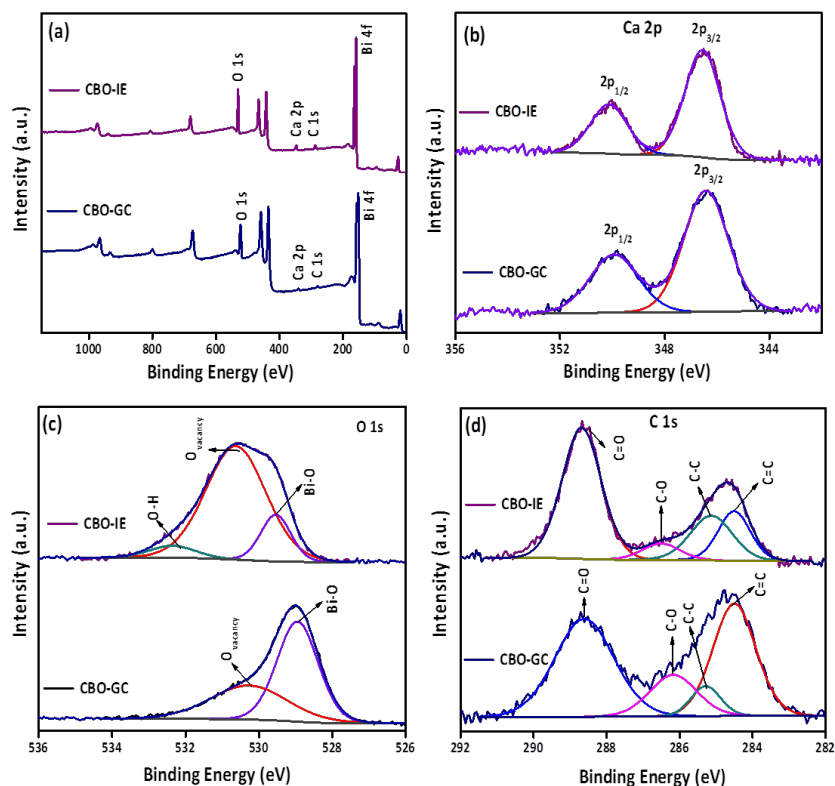 (a)
Bi 4f
O 1s
CBO-IE
Ca 2p
C 1s
CBO-GC
O 1s
Bi 4f
Ca 2p
C 1s
Intensity (a.u.)
1000 800 600 400 200 0
Binding Energy (eV)
(b)
Ca 2p
2p3/2
2p1/2
CBO-IE
2p3/2
2p1/2
CBO-GC
Intensity (a.u.)
356 352 348 344
Binding Energy (eV)
(c)
O 1s
O vacancy
Bi-O
O-H
CBO-IE
Bi-O
O vacancy
CBO-GC
Intensity (a.u.)
536 534 532 530 528 526
Binding Energy (eV)
(d)
C 1s
C=O
C-O
C-C
C=C
CBO-IE
C=O
C-O
C-C
C=C
CBO-GC
Intensity (a.u.)
292 290 288 286 284 282
Binding Energy (eV)